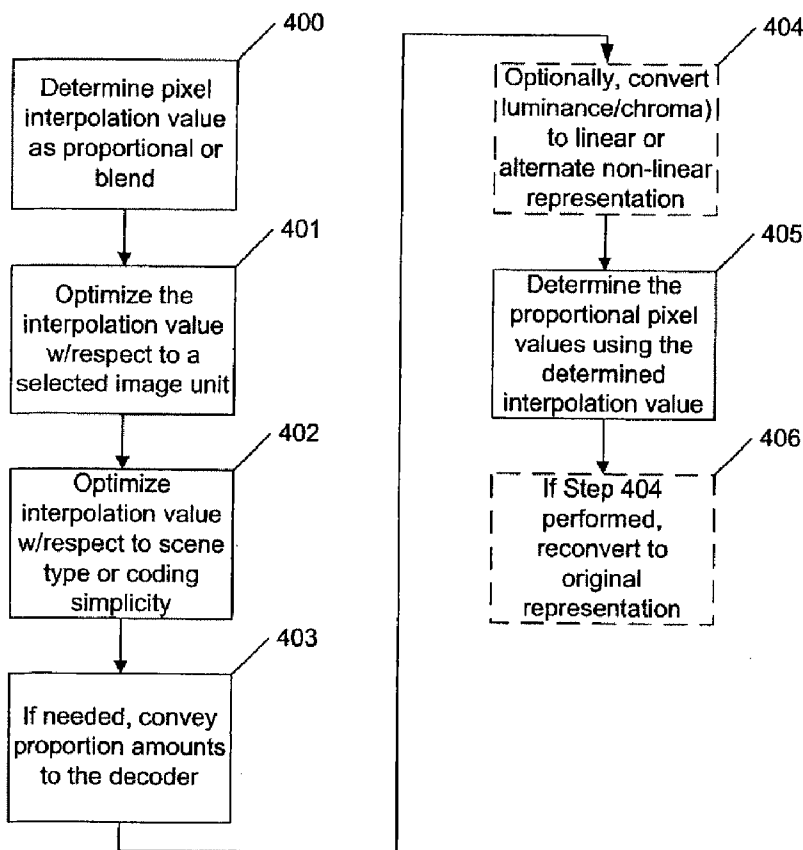 400
Determine pixel
interpolation value
as proportional or
blend
401
Optimize the
interpolation value
w/respect to a
selected image unit
402
Optimize
interpolation value
w/respect to scene
type or coding
simplicity
403
If needed, convey
proportion amounts
to the decoder
404
Optionally, convert
luminance/chroma)
to linear or
alternate non-linear
representation
405
Determine the
proportional pixel
values using the
determined
interpolation value
406
If Step 404
performed,
reconvert to
original
representation